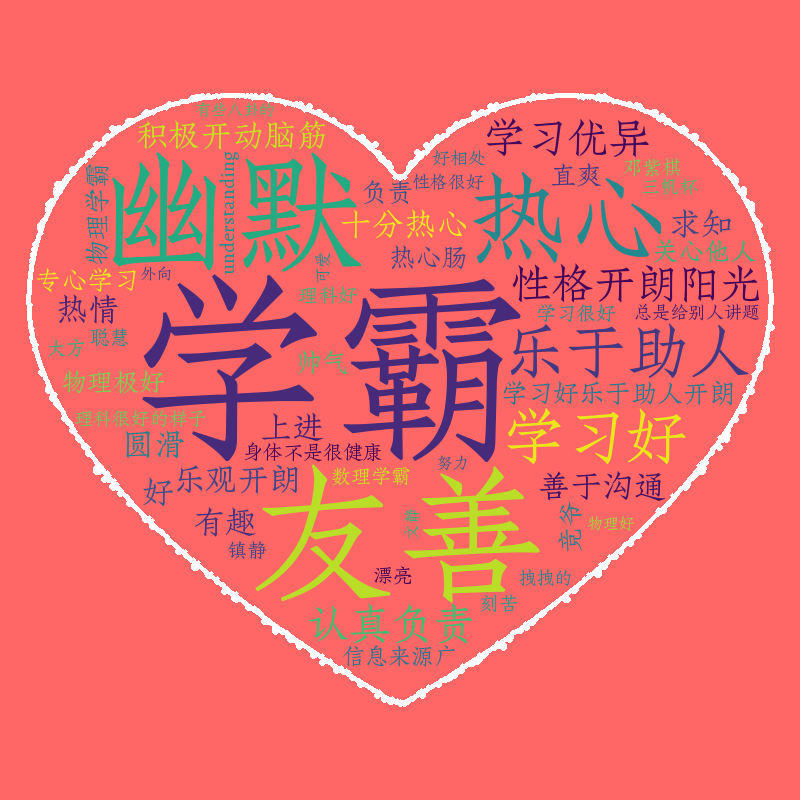 积极开动脑筋
学习优异
好相处
幽默
热心
物理学霸
understanding
负责
性格很好
直爽
邓紫棋
十分热心
求知
热心肠
关心他人
专心学习
外向
可爱
理科好
性格开朗阳光
热情
学霸
学习很好
总是给别人讲题
聪慧
大方
帅气
乐于助人
物理极好
学习好乐于助人开朗
理科很好的样子
上进
学习好
圆滑
身体不是很健康
努力
乐观开朗
数理学霸
好
友善
善于沟通
有趣
竞爷
物理好
镇静
漂亮
拽拽的
刻苦
认真负责
信息来源广